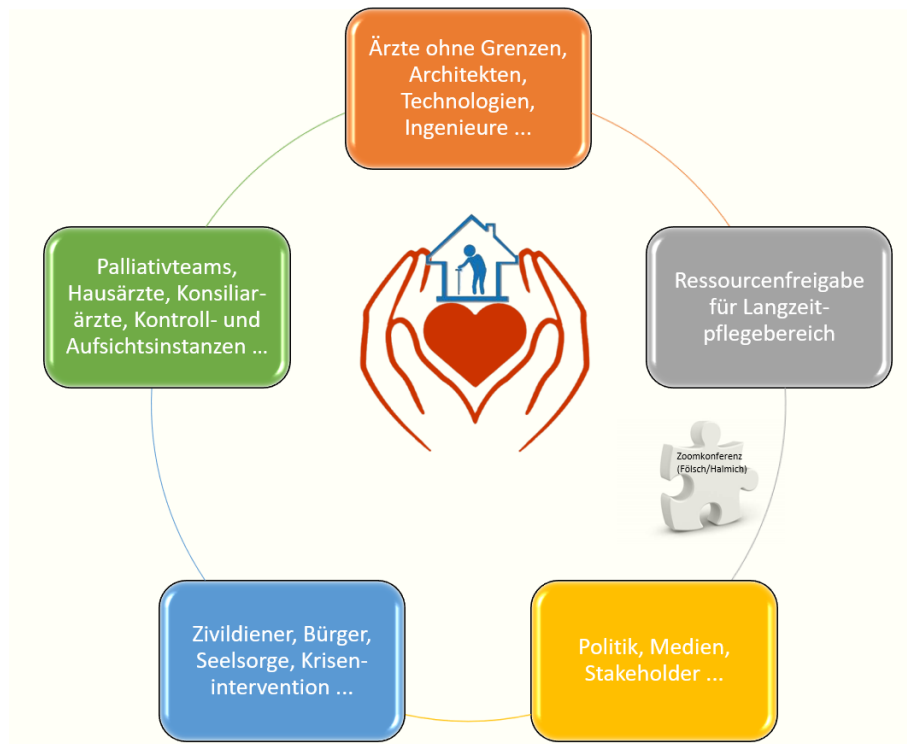 Ärzte ohne Grenzen,
Architekten,
Technologien,
Ingenieure ...
Palliativteams,
Hausärzte, Konsiliar-
ärzte, Kontroll- und
Aufsichtsinstanzen ...
Ressourcenfreigabe
für Langzeit-
pflegebereich
Zoomkonferenz
(Fölsch/Halmich)
Zivildiener, Bürger,
Seelsorge, Krisen-
intervention ...
Politik, Medien,
Stakeholder ...